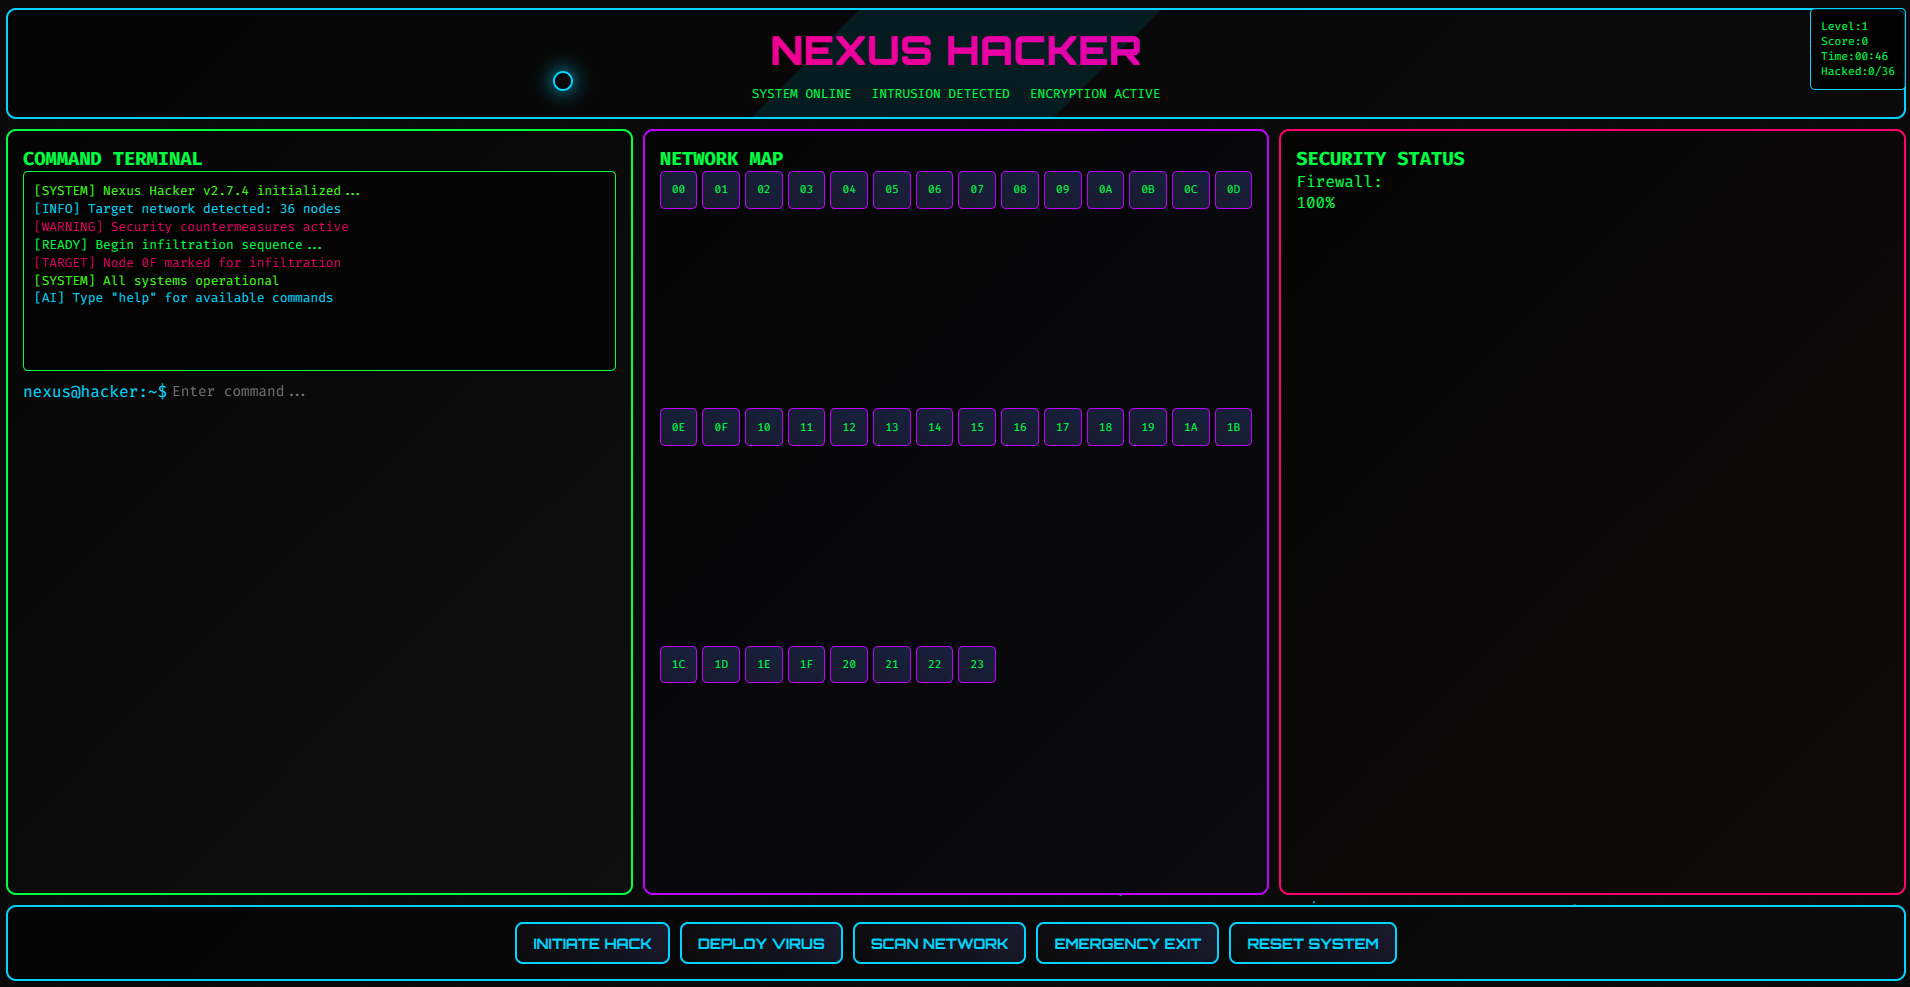 NEXUS HACKER
SYSTEM ONLINE INTRUSION DETECTED ENCRYPTION ACTIVE
Level:1
Score:0
Time:00:46
Hacked:0/36
COMMAND TERMINAL
[SYSTEM] Nexus Hacker v2.7.4 initialized...
[INFO] Target network detected: 36 nodes
[WARNING] Security countermeasures active
[READY] Begin infiltration sequence...
[TARGET] Node 0F marked for infiltration
[SYSTEM] All systems operational
[AI] Type "help" for available commands
nexus@hacker:~$ Enter command...
NETWORK MAP
00 01 02 03 04 05 06 07 08 09 0A 0B 0C 0D
0E 0F 10 11 12 13 14 15 16 17 18 19 1A 1B
1C 1D 1E 1F 20 21 22 23
SECURITY STATUS
Firewall:
100%
INITIATE HACK DEPLOY VIRUS SCAN NETWORK EMERGENCY EXIT RESET SYSTEM